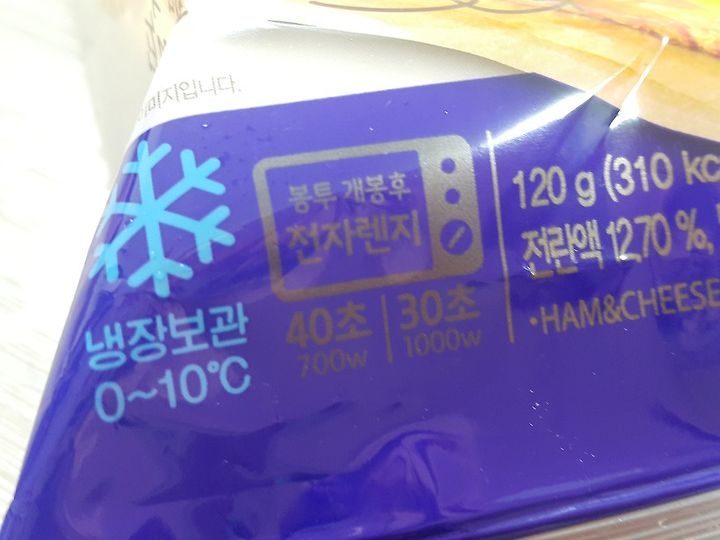 이미지입니다.
봉투 개봉후
전자렌지
40초 30초
700w 1000w
냉장보관
0~10℃
120 g (310 kc
전란액 12.70 %,
·HAM&CHEESE